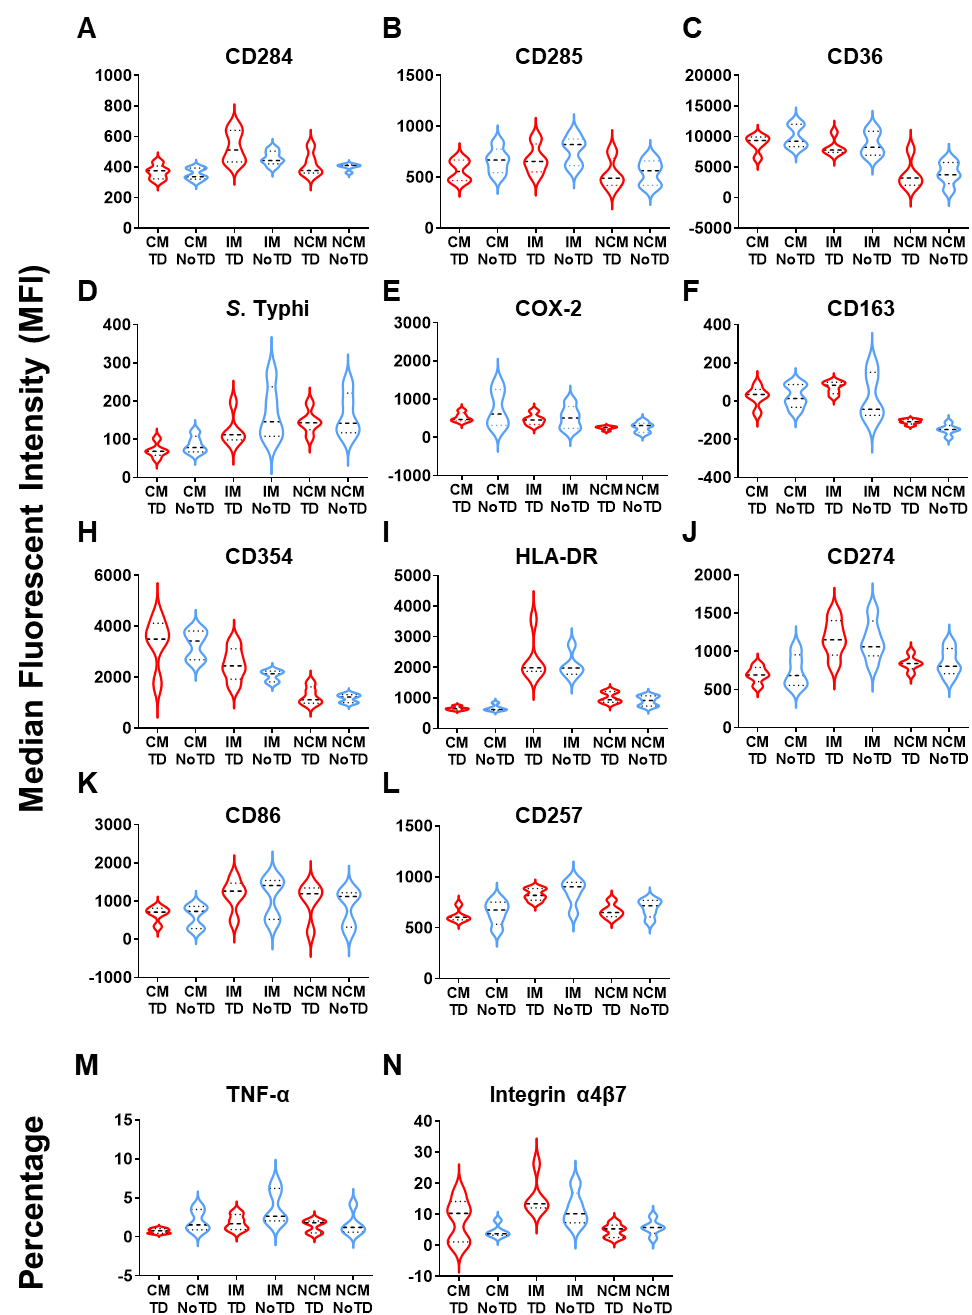 Median Fluorescent Intensity (MFI)
A
CD284
1000
800
600
400
200
0
CM CM IM IM NCM NCM
TD NoTD TD NoTD TD NoTD
B
CD285
1500
1000
500
0
CM CM IM IM NCM NCM
TD NoTD TD NoTD TD NoTD
C
CD36
20000
15000
10000
5000
0
-5000
CM CM IM IM NCM NCM
TD NoTD TD NoTD TD NoTD
D
S. Typhi
400
300
200
100
0
CM CM IM IM NCM NCM
TD NoTD TD NoTD TD NoTD
E
COX-2
3000
2000
1000
0
-1000
CM CM IM IM NCM NCM
TD NoTD TD NoTD TD NoTD
F
CD163
400
200
0
-200
-400
CM CM IM IM NCM NCM
TD NoTD TD NoTD TD NoTD
H
CD354
6000
4000
2000
0
CM CM IM IM NCM NCM
TD NoTD TD NoTD TD NoTD
I
HLA-DR
5000
4000
3000
2000
1000
0
CM CM IM IM NCM NCM
TD NoTD TD NoTD TD NoTD
J
CD274
2000
1500
1000
500
0
CM CM IM IM NCM NCM
TD NoTD TD NoTD TD NoTD
K
CD86
3000
2000
1000
0
-1000
CM CM IM IM NCM NCM
TD NoTD TD NoTD TD NoTD
L
CD257
1500
1000
500
0
CM CM IM IM NCM NCM
TD NoTD TD NoTD TD NoTD
Percentage
M
TNF-α
15
10
5
0
-5
CM CM IM IM NCM NCM
TD NoTD TD NoTD TD NoTD
N
Integrin α4β7
40
30
20
10
0
-10
CM CM IM IM NCM NCM
TD NoTD TD NoTD TD NoTD